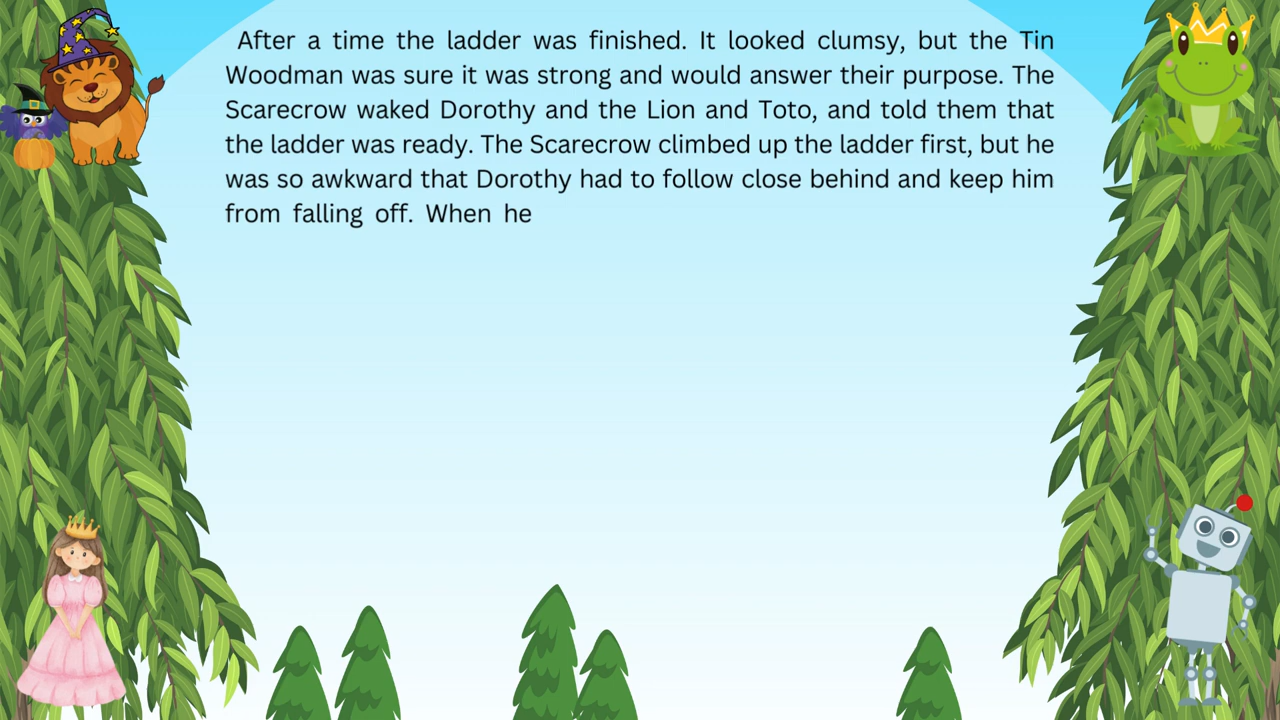 After a time the ladder was finished. It looked clumsy, but the Tin
Woodman was sure it was strong and would answer their purpose. The
Scarecrow waked Dorothy and the Lion and Toto, and told them that
the ladder was ready. The Scarecrow climbed up the ladder first, but he
was so awkward that Dorothy had to follow close behind and keep him
from falling off. When he